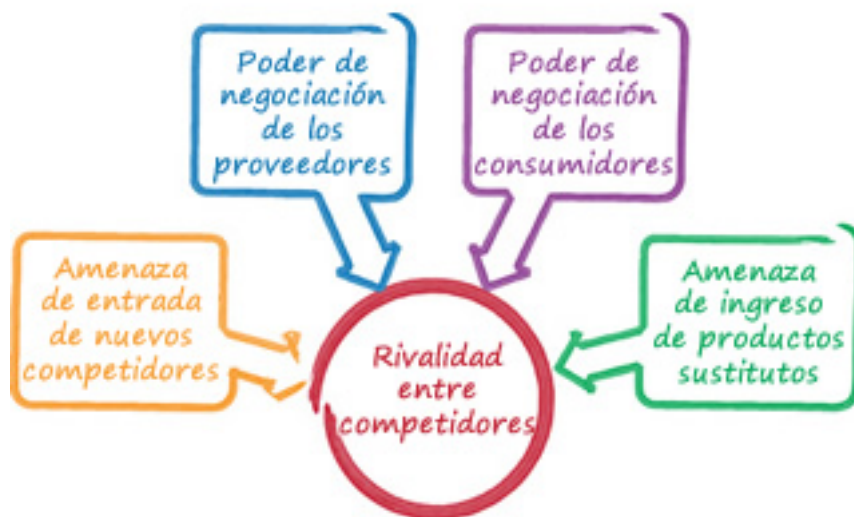 Poder de
negociación
de los
proveedores
Poder de
negociación
de los
consumidores
Amenaza
de entrada
de nuevos
competidores
Rivalidad
entre
competidores
Amenaza
de ingreso
de productos
sustitutos